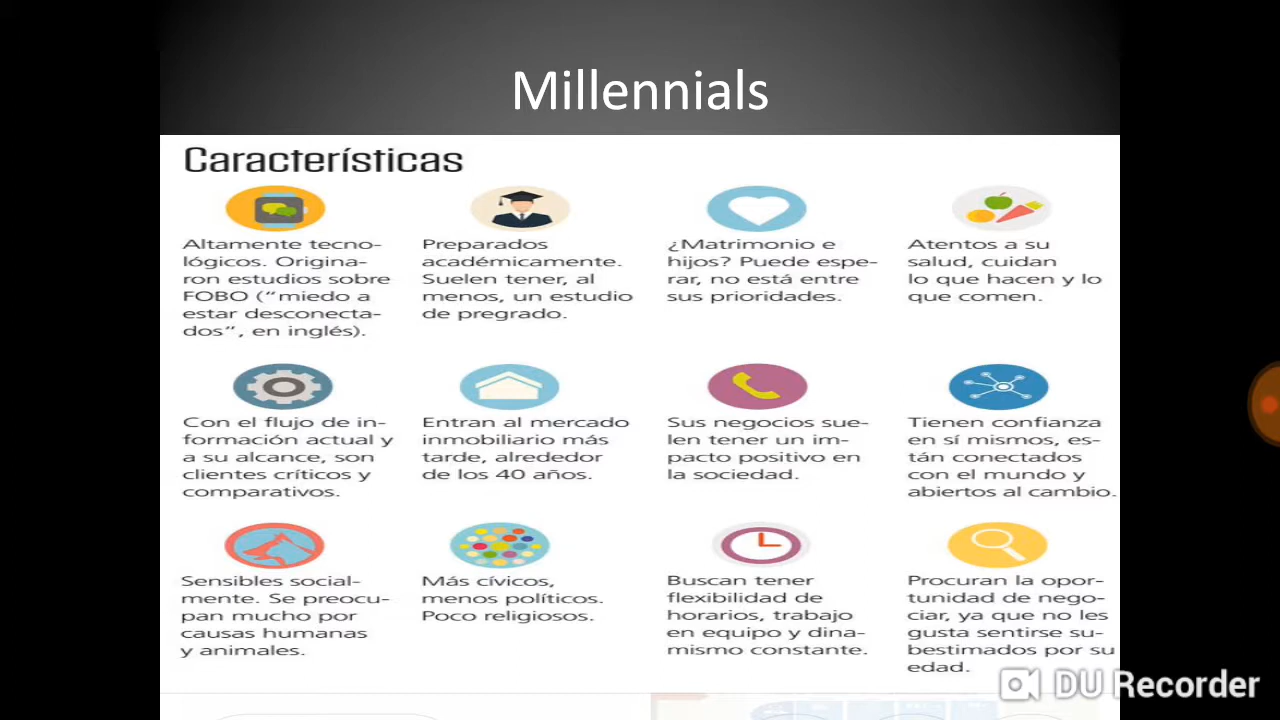 Millennials
Características
Altamente tecno-
lógicos. Origina-
ron estudios sobre
FOBO (“miedo a
estar desconecta-
dos”, en inglés).
Preparados
académicamente.
Suelen tener, al
menos, un estudio
de pregrado.
¿Matrimonio e
hijos? Puede espe-
rar, no está entre
sus prioridades.
Atentos a su
salud, cuidan
lo que hacen y lo
que comen.
Con el flujo de in-
formación actual y
a su alcance, son
clientes críticos y
comparativos.
Entran al mercado
inmobiliario más
tarde, alrededor
de los 40 años.
Sus negocios sue-
len tener un im-
pacto positivo en
la sociedad.
Tienen confianza
en sí mismos, es-
tán conectados
con el mundo y
abiertos al cambio.
Sensibles social-
mente. Se preocu-
pan mucho por
causas humanas
y animales.
Más cívicos,
menos políticos.
Poco religiosos.
Buscan tener
flexibilidad de
horarios, trabajo
en equipo y dina-
mismo constante.
Procuran la opor-
tunidad de nego-
ciar, ya que no les
gusta sentirse su-
bestimados por su
edad.
DU Recorder